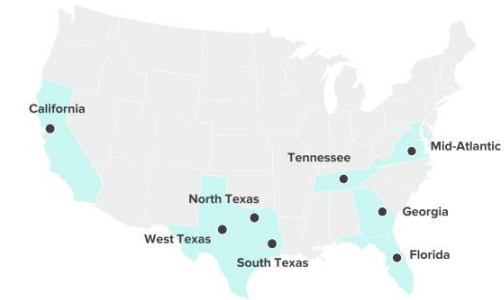 California
Mid-Atlantic
Tennessee
North Texas
Georgia
West Texas
Florida
South Texas